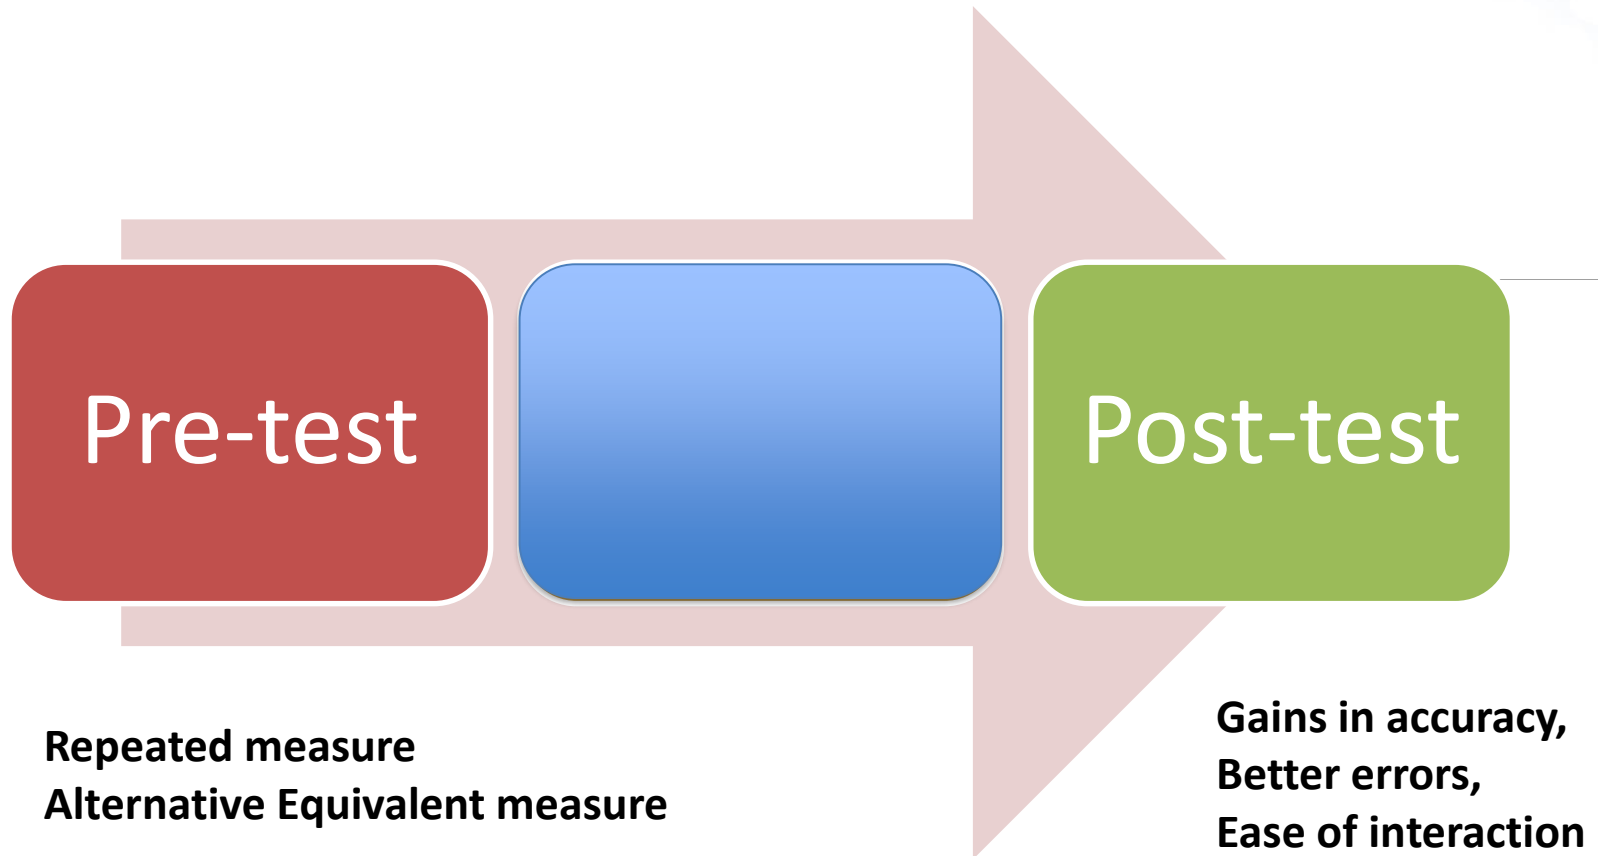 Pre-test
Post-test
Repeated measure
Alternative Equivalent measure
Gains in accuracy,
Better errors,
Ease of interaction